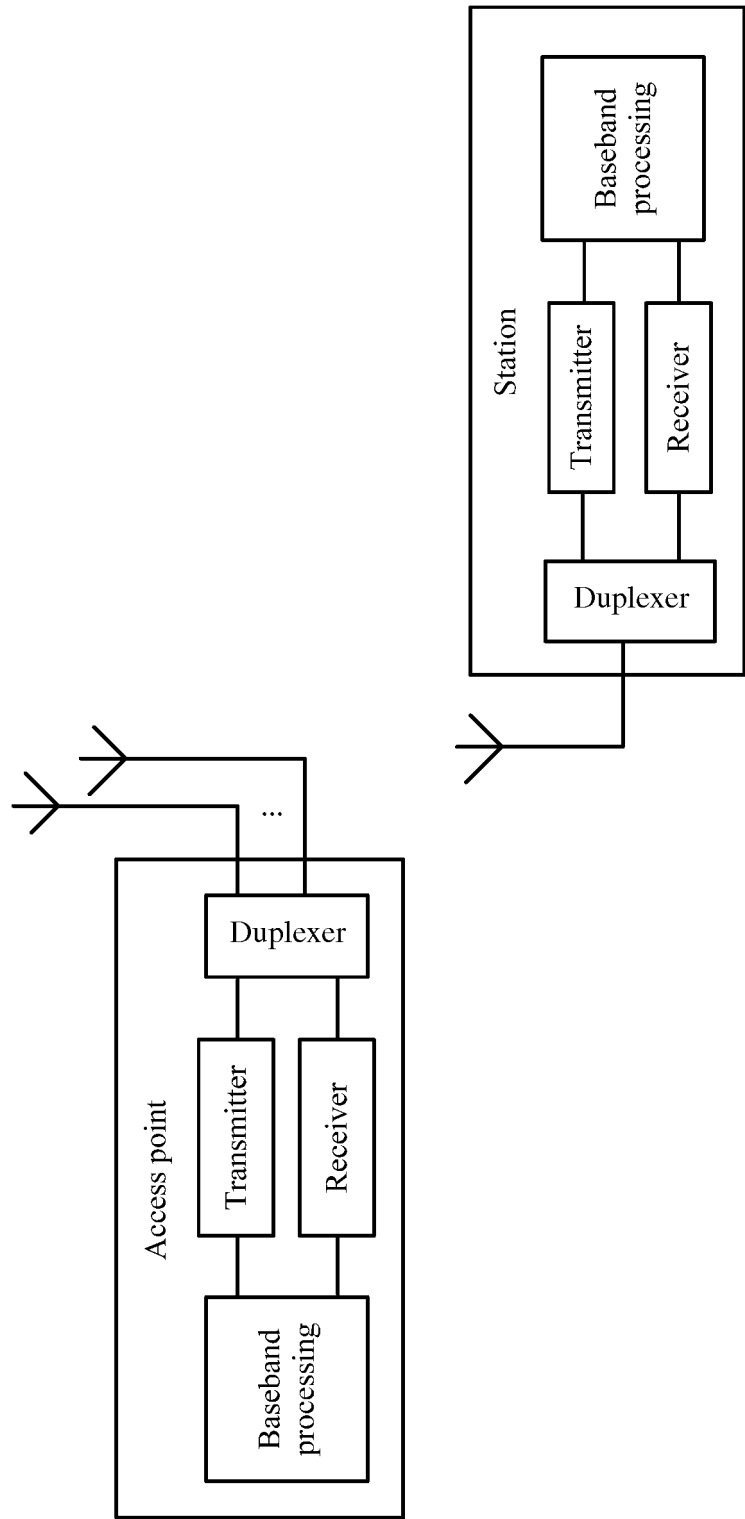 Station
Baseband
processing
Transmitter
Receiver
Duplexer
...
Access point
Duplexer
Transmitter
Receiver
Baseband
processing